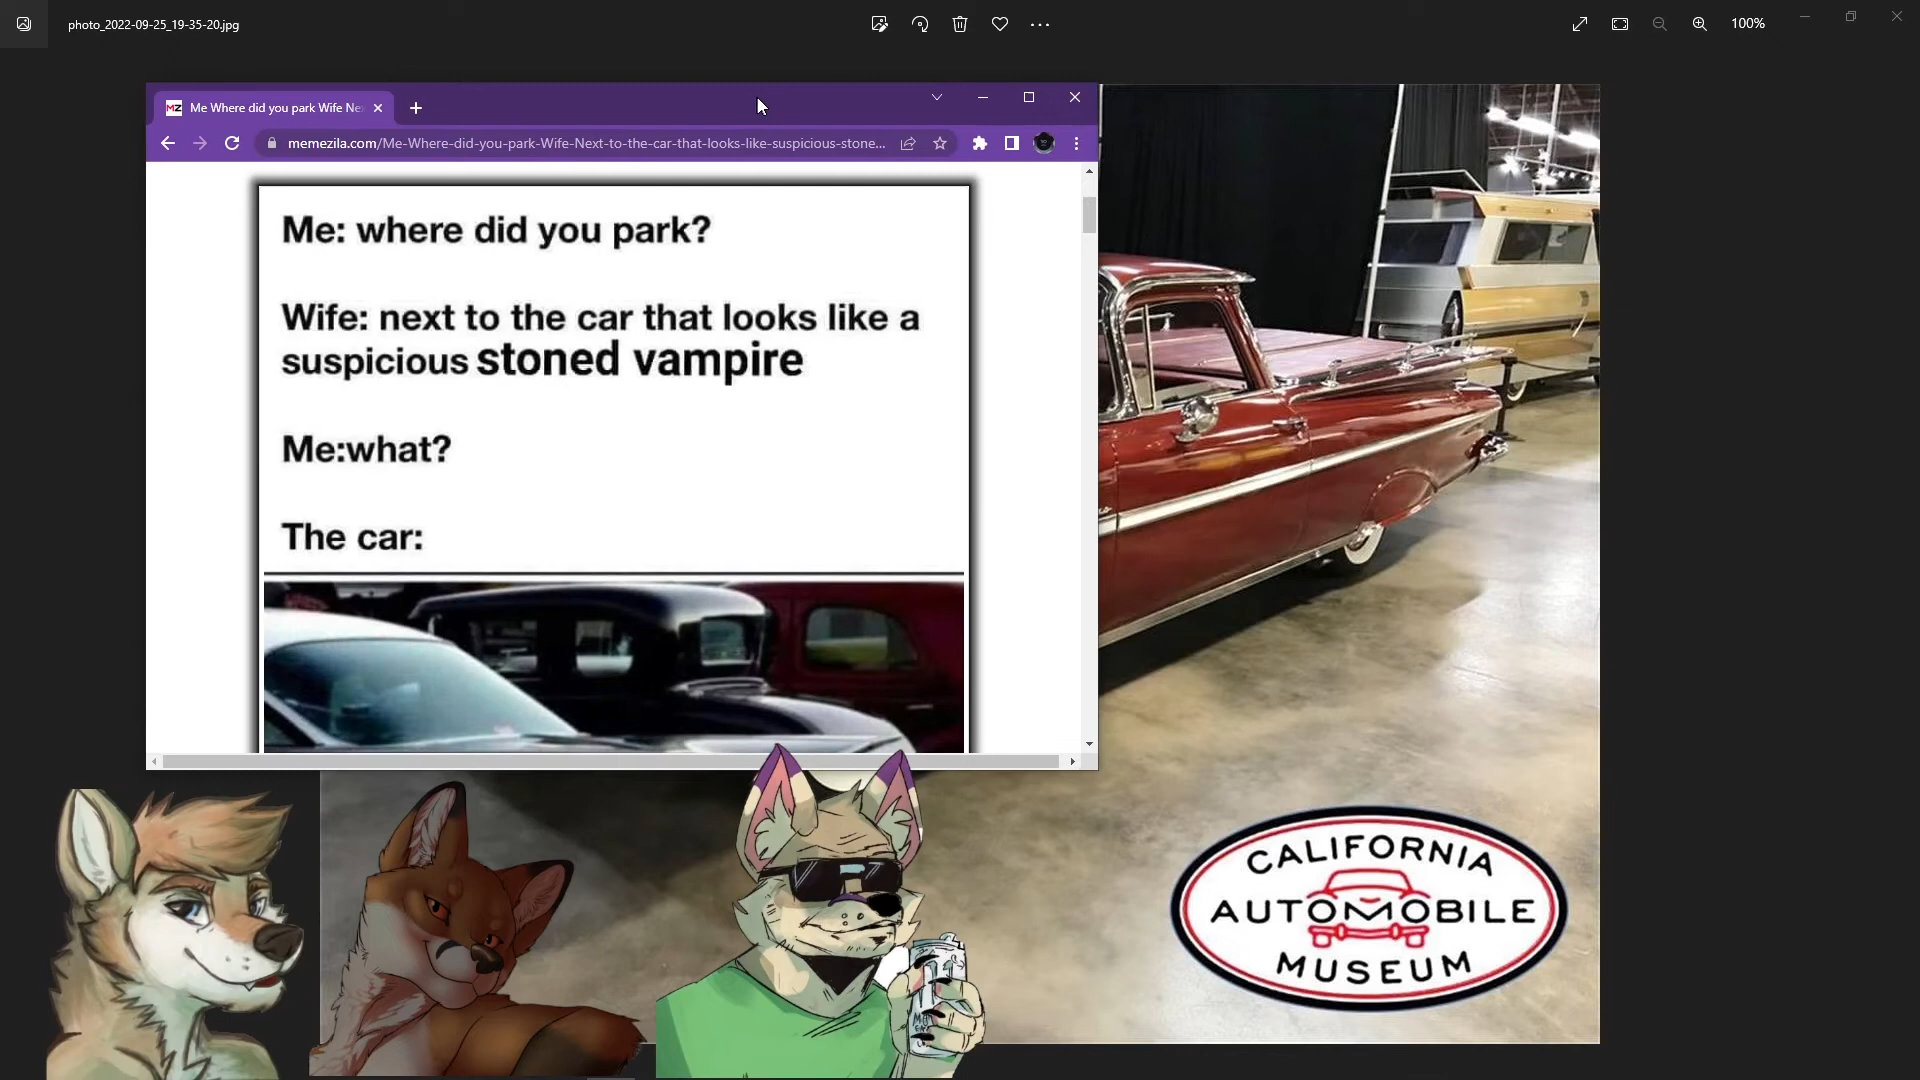 photo_2022-09-25_19-35-20.jpg
100%
MZ Me Where did you park Wife Ne
memezila.com/Me-Where-did-you-park-Wife-Next-to-the-car-that-looks-like-suspicious-stone...
Me: where did you park?
Wife: next to the car that looks like a
suspicious stoned vampire
Me:what?
The car:
CALIFORNIA
AUTOMOBILE
MUSEUM